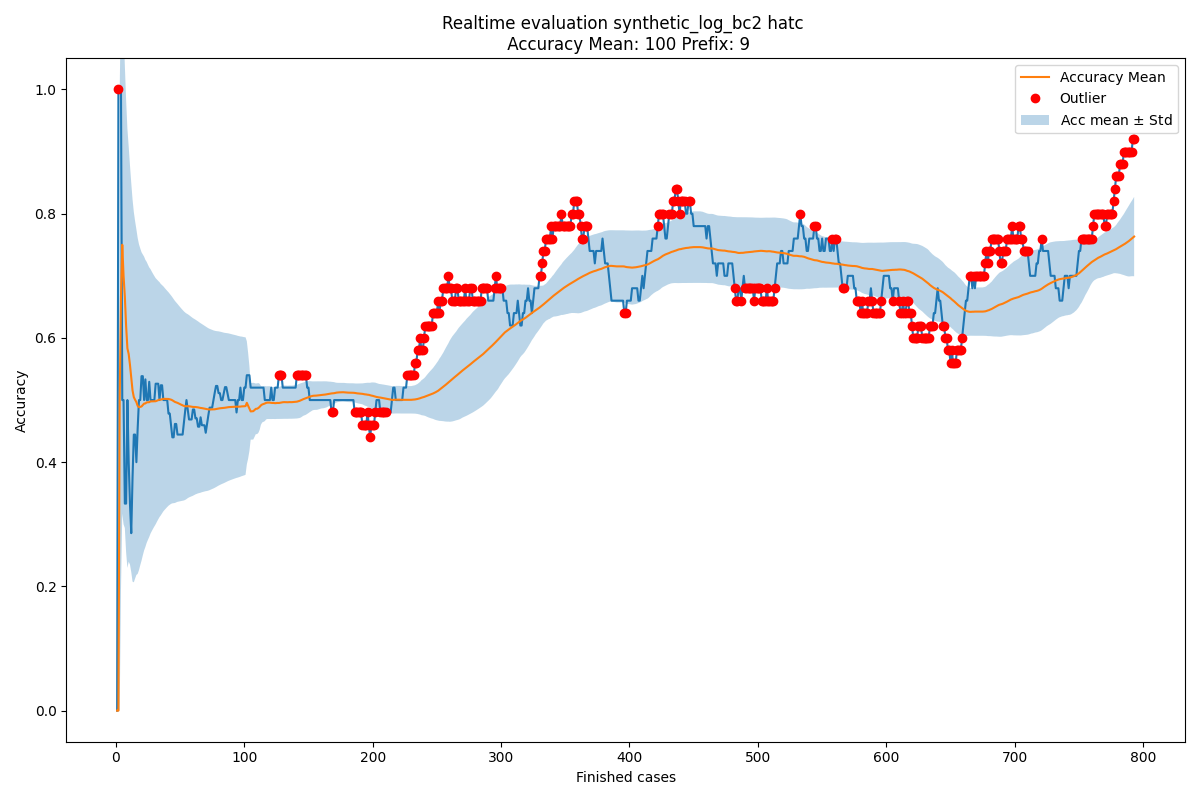 Realtime evaluation synthetic_log_bc2 hatc
Accuracy Mean: 100 Prefix: 9
Accuracy Mean
Outlier
Acc mean ± Std
1.0
0.8
0.6
0.4
0.2
0.0
Accuracy
0 100 200 300 400 500 600 700 800
Finished cases